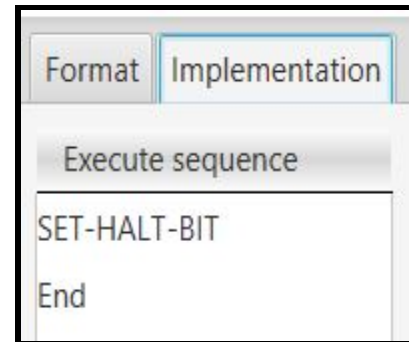 Format Implementation
Execute sequence
SET-HALT-BIT
End